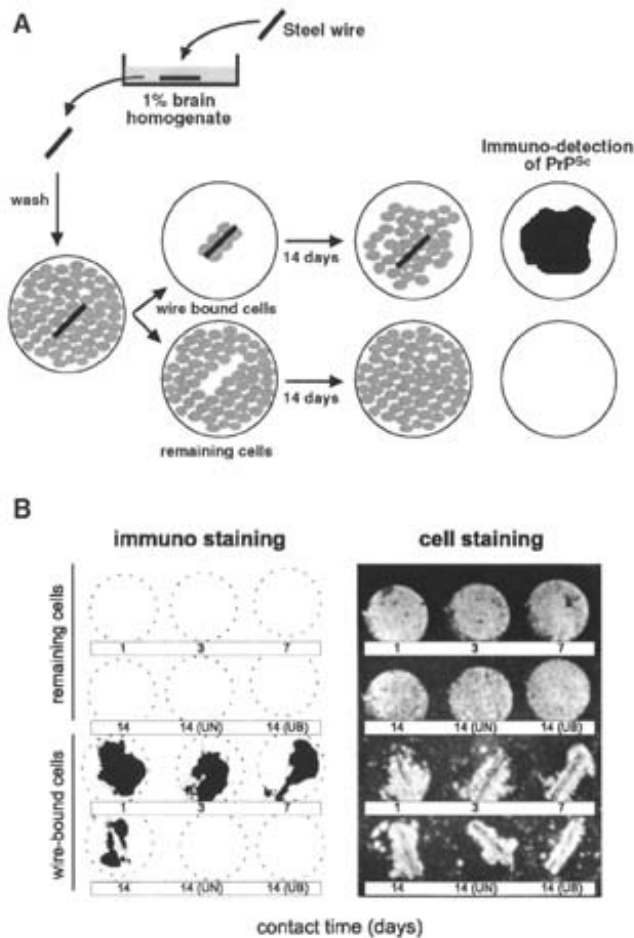 A
Steel wire
1% brain
homogenate
Immuno-detection
of PrPSc
wash
14 days
wire bound cells
14 days
remaining cells
B
immuno staining
cell staining
remaining cells
1 3 7
1 3 7
14 14 (UN) 14 (UB)
14 14 (UN) 14 (UB)
wire-bound cells
1 3 7
1 3 7
14 14 (UN) 14 (UB)
14 14 (UN) 14 (UB)
contact time (days)